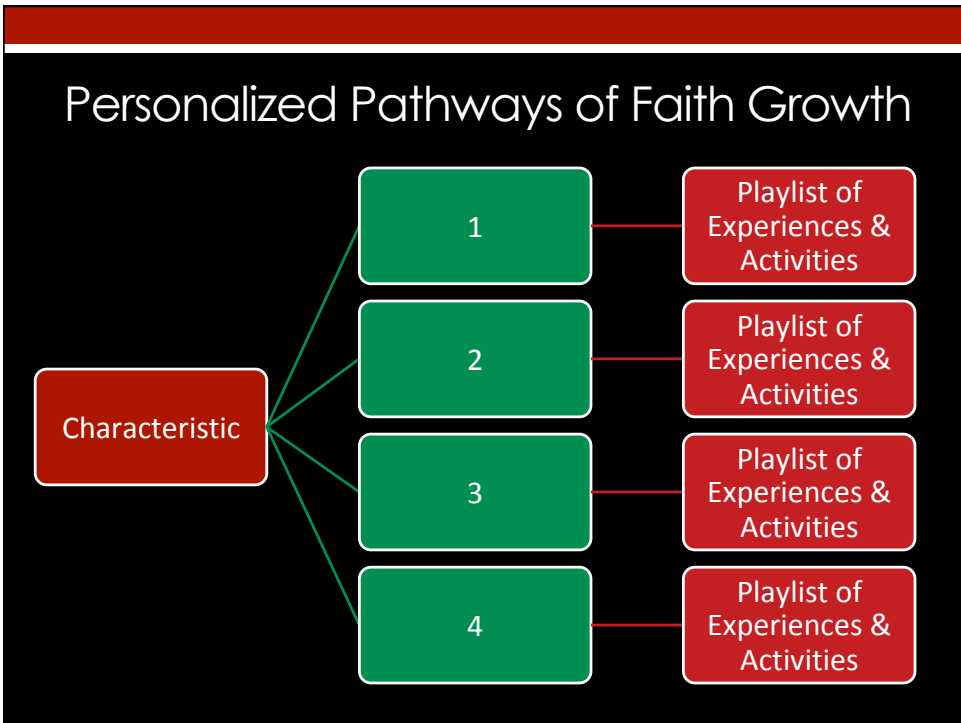 Personalized Pathways of Faith Growth
Characteristic
1
Playlist of
Experiences &
Activities
2
Playlist of
Experiences &
Activities
3
Playlist of
Experiences &
Activities
4
Playlist of
Experiences &
Activities